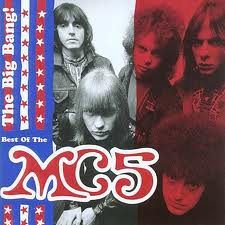 The Big Bang!
Best Of The
MC5